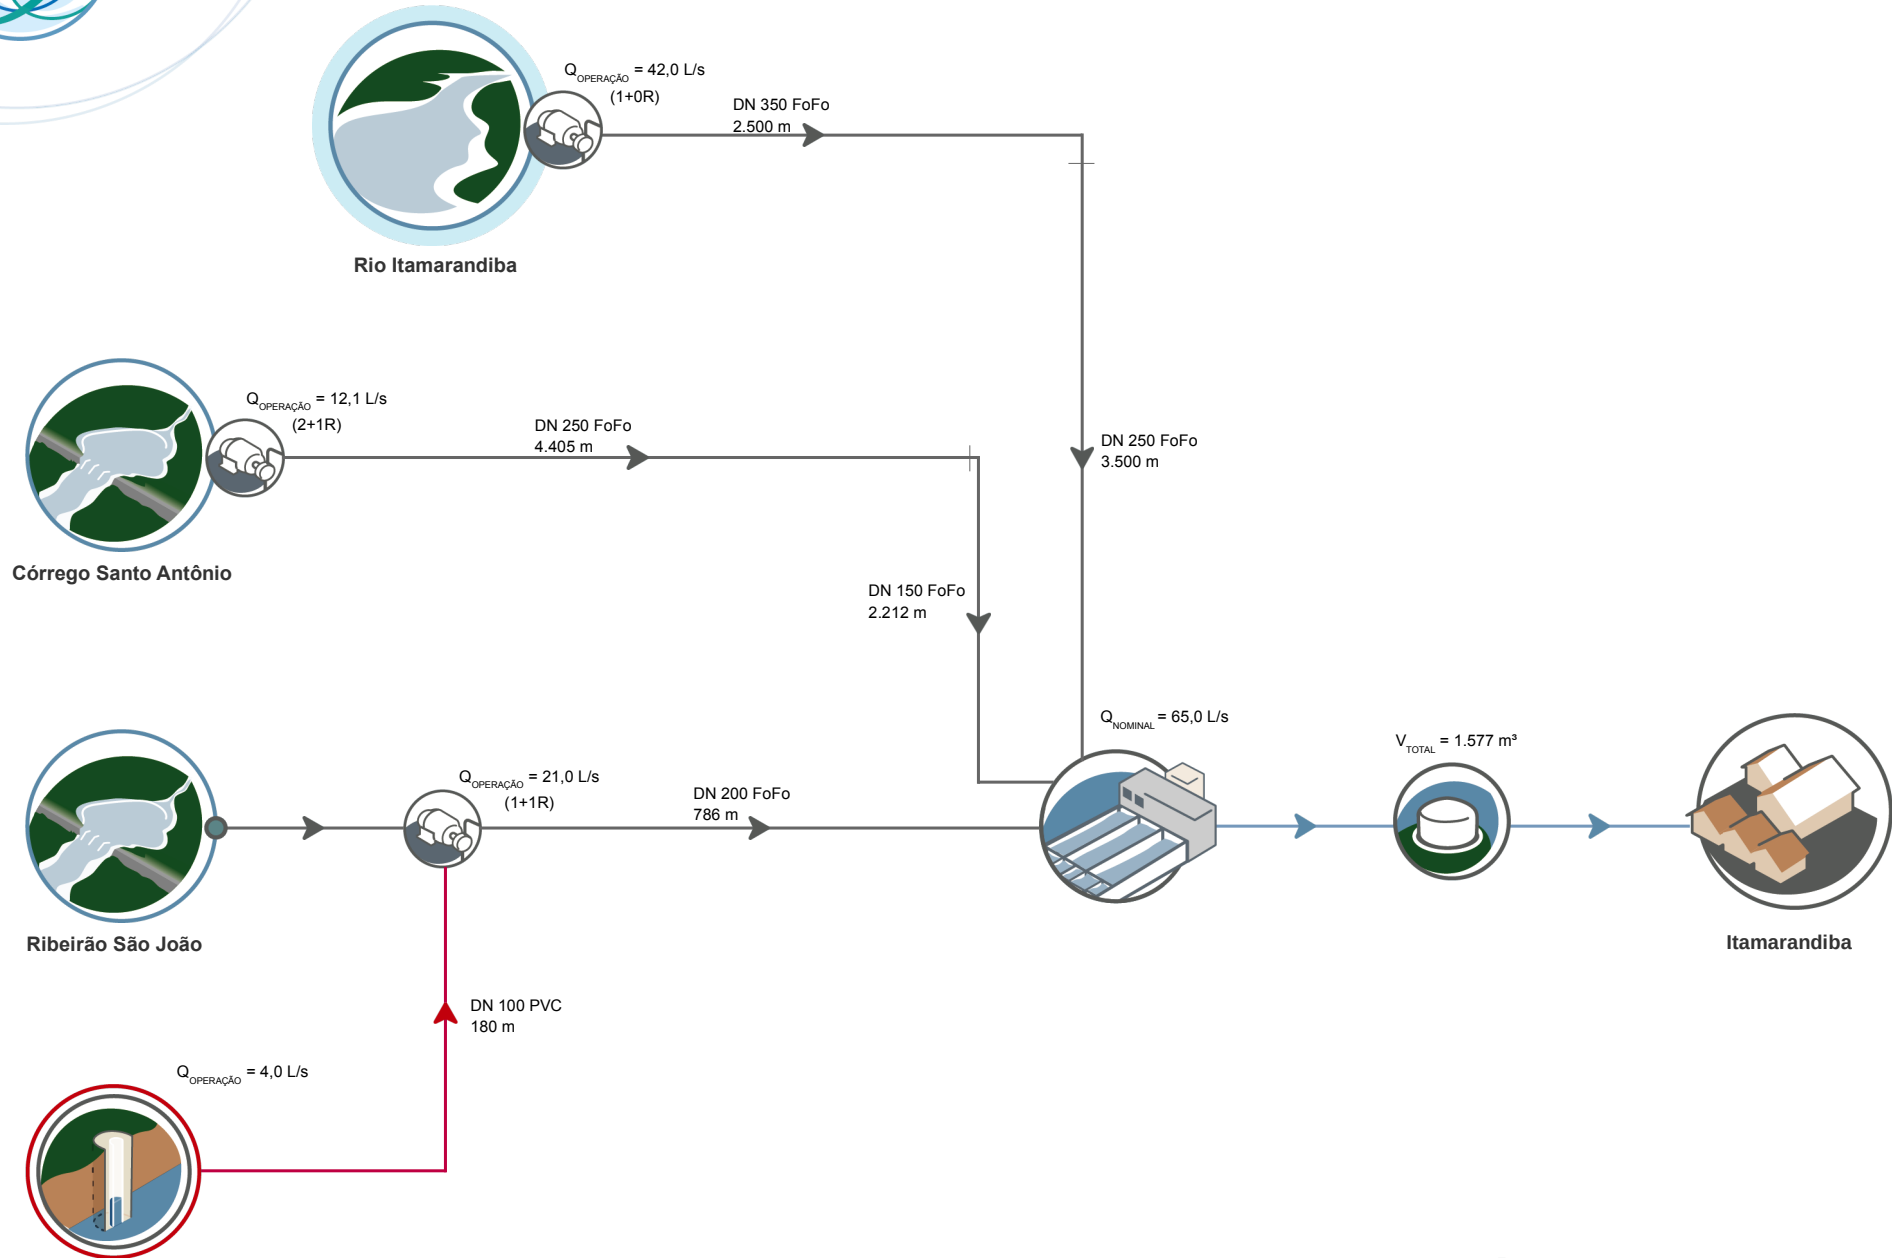 Q OPERAÇÃO = 42,0 L/s
(1+0R)
DN 350 FoFo
2.500 m
Rio Itamarandiba
Q OPERAÇÃO = 12,1 L/s
(2+1R)
DN 250 FoFo
4.405 m
DN 250 FoFo
3.500 m
Córrego Santo Antônio
DN 150 FoFo
2.212 m
Q NOMINAL = 65,0 L/s
V TOTAL = 1.577 m³
Q OPERAÇÃO = 21,0 L/s
(1+1R)
DN 200 FoFo
786 m
Ribeirão São João
Itamarandiba
DN 100 PVC
180 m
Q OPERAÇÃO = 4,0 L/s